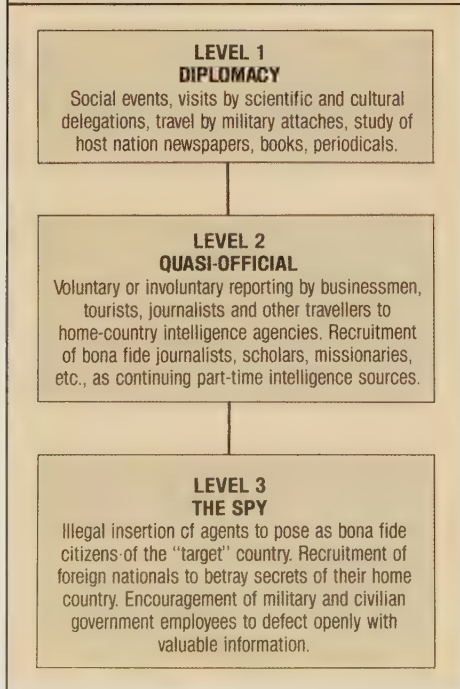 LEVEL 1
DIPLOMACY
Social events, visits by scientific and cultural
delegations, travel by military attaches, study of
host nation newspapers, books, periodicals.
LEVEL 2
QUASI-OFFICIAL
Voluntary or involuntary reporting by businessmen,
tourists, journalists and other travellers to
home-country intelligence agencies. Recruitment
of bona fide journalists, scholars, missionaries,
etc., as continuing part-time intelligence sources.
LEVEL 3
THE SPY
Illegal insertion of agents to pose as bona fide
citizens of the "target" country. Recruitment of
foreign nationals to betray secrets of their home
country. Encouragement of military and civilian
government employees to defect openly with
valuable information.